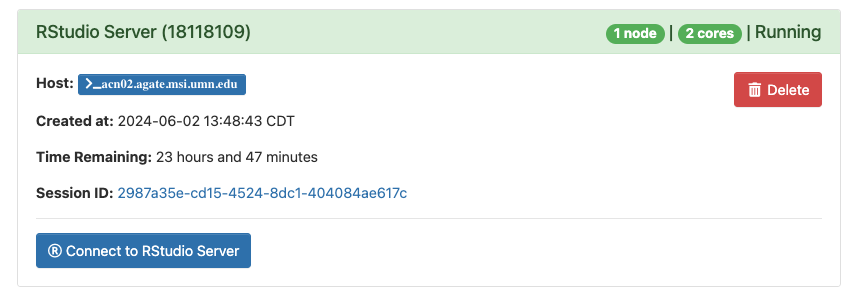 RStudio Server (18118109) 1 node | 2 cores | Running
Host: >_acn02.agate.msi.umn.edu
Delete
Created at: 2024-06-02 13:48:43 CDT
Time Remaining: 23 hours and 47 minutes
Session ID: 2987a35e-cd15-4524-8dc1-404084ae617c
® Connect to RStudio Server